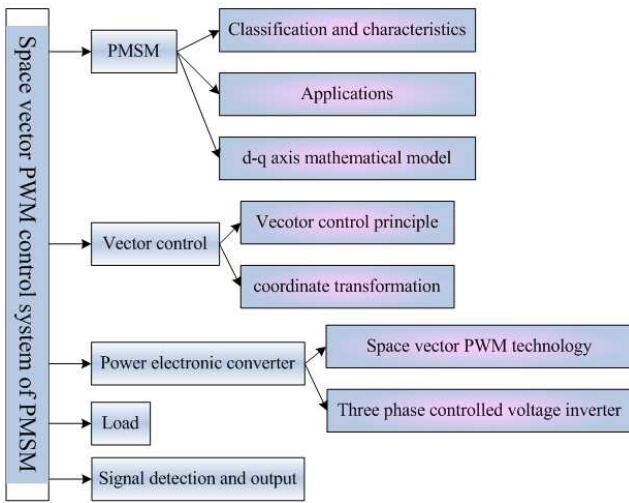 Space vector PWM control system of PMSM
PMSM
Classification and characteristics
Applications
d-q axis mathematical model
Vector control
Vecotor control principle
coordinate transformation
Power electronic converter
Space vector PWM technology
Three phase controlled voltage inverter
Load
Signal detection and output